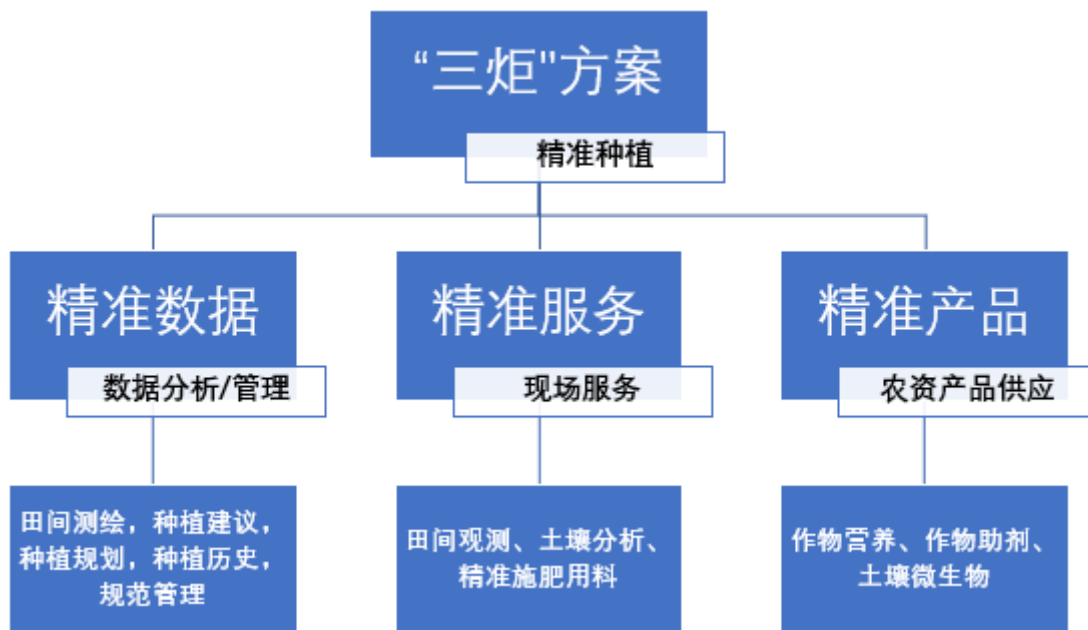 “三炬"方案
精准种植
精准数据
数据分析/管理
精准服务
现场服务
精准产品
农资产品供应
田间测绘，种植建议，
种植规划，种植历史，
规范管理
田间观测、土壤分析、
精准施肥用料
作物营养、作物助剂、
土壤微生物